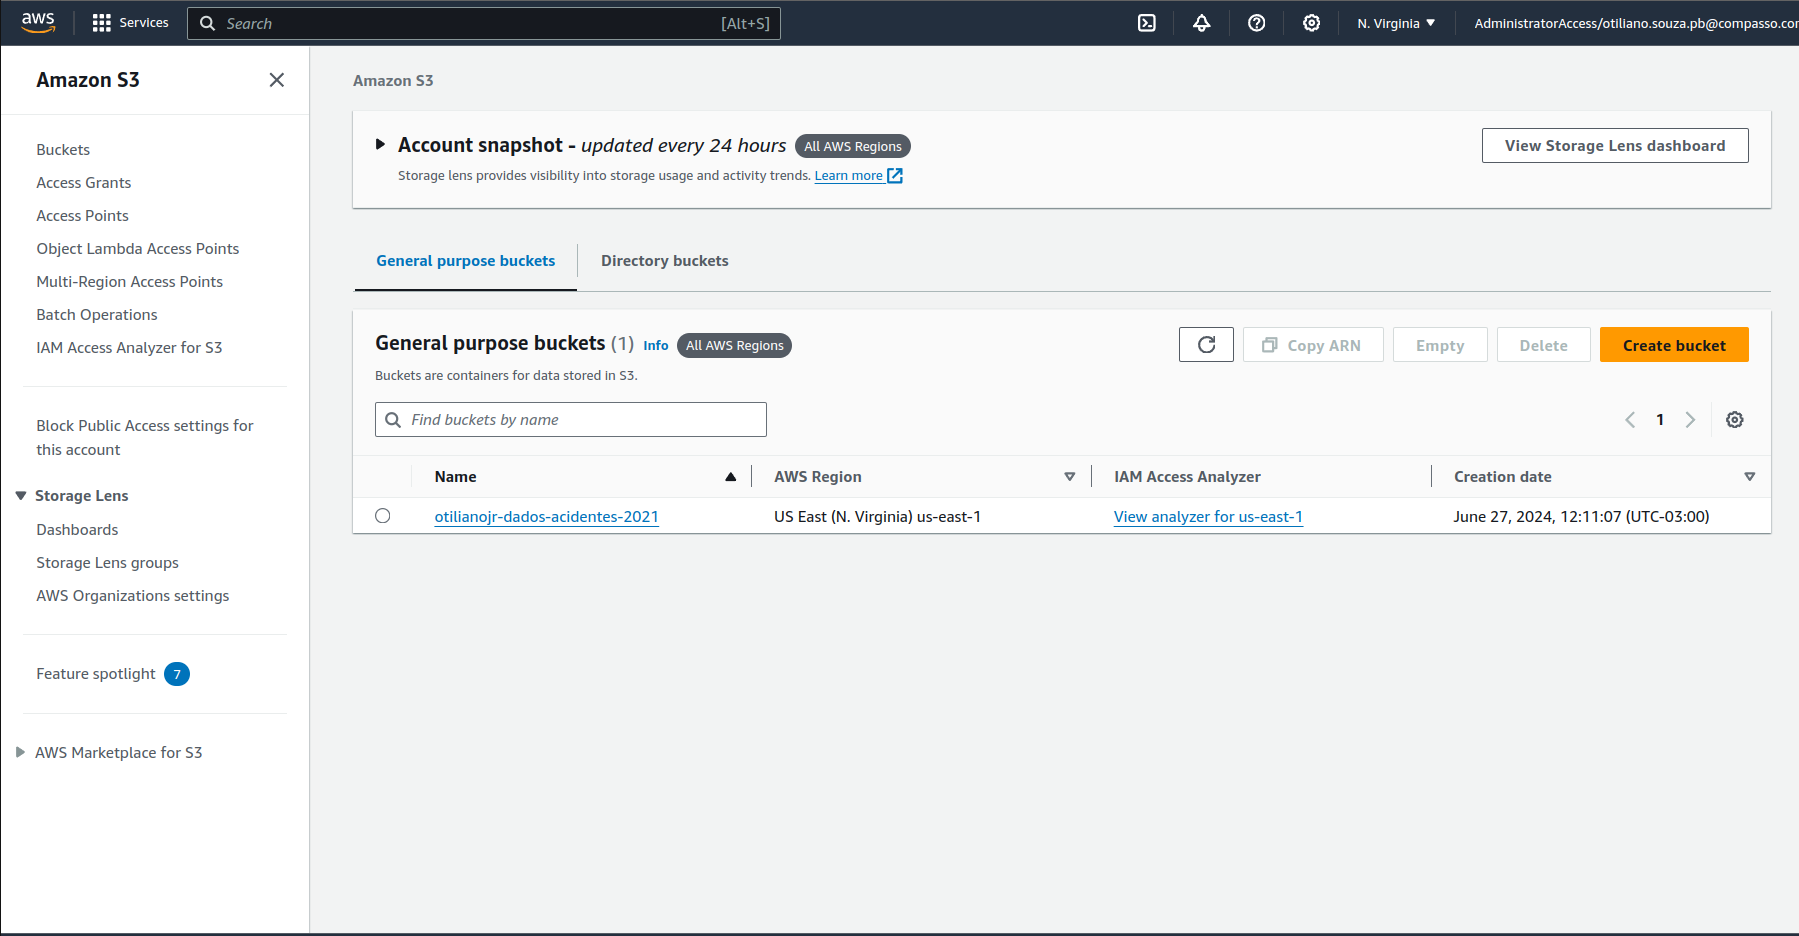 aws
Services
Search [Alt+S]
N. Virginia
AdministratorAccess/otiliano.souza.pb@compasso.co
Amazon S3
Buckets
Access Grants
Access Points
Object Lambda Access Points
Multi-Region Access Points
Batch Operations
IAM Access Analyzer for S3
Block Public Access settings for
this account
Storage Lens
Dashboards
Storage Lens groups
AWS Organizations settings
Feature spotlight 7
AWS Marketplace for S3
Amazon S3
Account snapshot - updated every 24 hours All AWS Regions
View Storage Lens dashboard
Storage lens provides visibility into storage usage and activity trends. Learn more
General purpose buckets
Directory buckets
General purpose buckets (1) Info All AWS Regions
Copy ARN
Empty
Delete
Create bucket
Buckets are containers for data stored in S3.
Find buckets by name
1
Name AWS Region IAM Access Analyzer Creation date
otilianojr-dados-acidentes-2021 US East (N. Virginia) us-east-1 View analyzer for us-east-1 June 27, 2024, 12:11:07 (UTC-03:00)